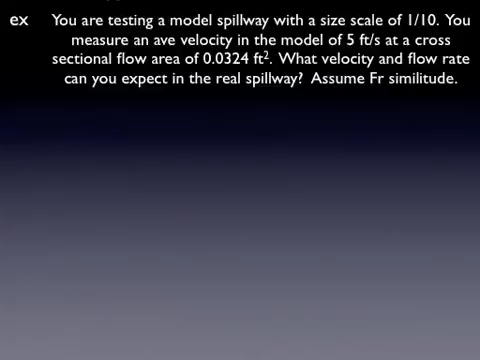 ex You are testing a model spillway with a size scale of 1/10. You
measure an ave velocity in the model of 5 ft/s at a cross
sectional flow area of 0.0324 ft². What velocity and flow rate
can you expect in the real spillway? Assume Fr similitude.